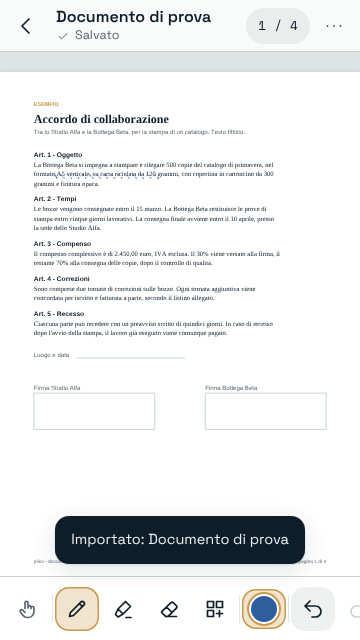 Documento di prova
Salvato
1 / 4
ESEMPIO
Accordo di collaborazione
Tra lo Studio Alfa e la Bottega Beta, per la stampa di un catalogo. Testo fittizio.
Art. 1 - Oggetto
La Bottega Beta si impegna a stampare e rilegare 500 copie del catalogo di primavera, nel
formato A5 verticale, su carta riciclata da 120 grammi, con copertina in cartoncino da 300
grammi e finitura opaca.
Art. 2 - Tempi
Le bozze vengono consegnate entro il 15 marzo. La Bottega Beta restituisce le prove di
stampa entro cinque giorni lavorativi. La consegna finale avviene entro il 10 aprile, presso
la sede dello Studio Alfa.
Art. 3 - Compenso
Il compenso complessivo è di 2.450,00 euro, IVA esclusa. Il 30% viene versato alla firma, il
restante 70% alla consegna delle copie, dopo il controllo di qualità.
Art. 4 - Correzioni
Sono comprese due tornate di correzioni sulle bozze. Ogni tornata aggiuntiva viene
concordata per iscritto e fatturata a parte, secondo il listino allegato.
Art. 5 - Recesso
Ciascuna parte può recedere con un preavviso scritto di quindici giorni. In caso di recesso
dopo l'avvio della stampa, il lavoro già eseguito viene comunque pagato.
Luogo e data
Firma Studio Alfa
Firma Bottega Beta
Importato: Documento di prova